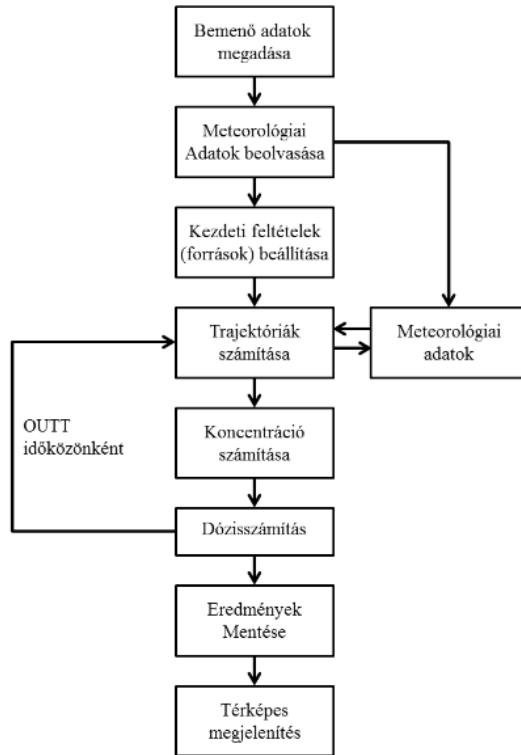 Bemenő adatok
megadása
Meteorológiai
Adatok beolvasása
Kezdeti feltételek
(források) beállítása
Trajektóriák
számítása
Meteorológiai
adatok
OUTT
időközönként
Koncentráció
számítása
Dózisszámítás
Eredmények
Mentése
Térképes
megjelenítés